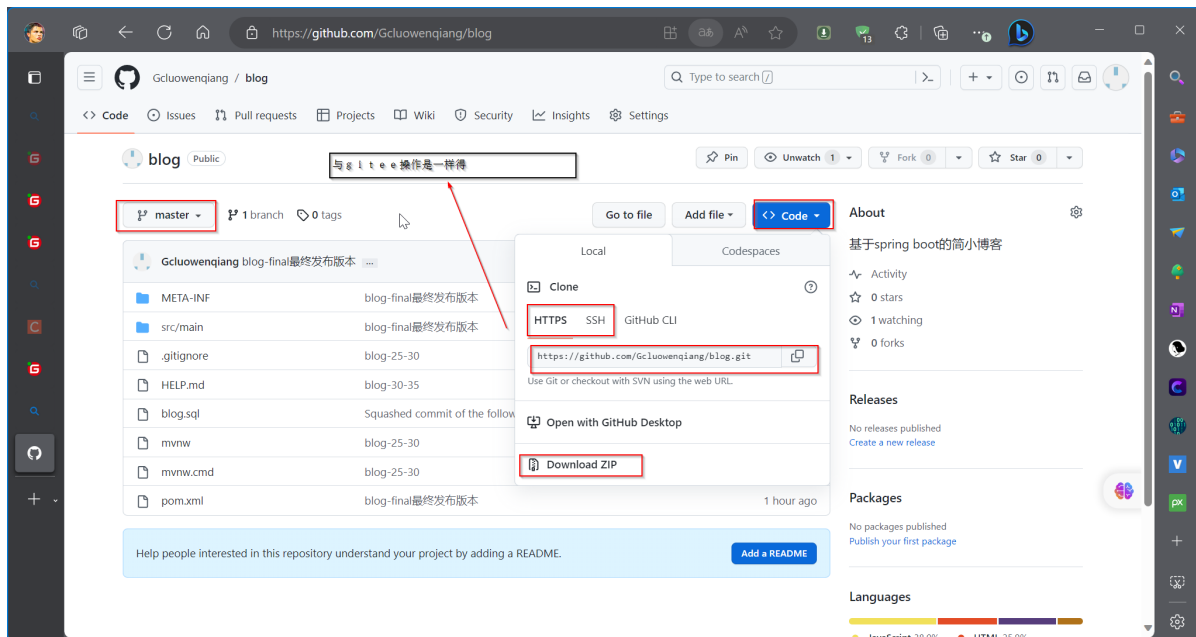 https://github.com/Gcluowenqiang/blog
13
Gcluowenqiang / blog
Type to search /
Code Issues Pull requests Projects Wiki Security Insights Settings
blog Public
与gitee操作是一样得
Pin Unwatch 1 Fork 0 Star 0
master 1 branch 0 tags
Go to file Add file Code
Gcluowenqiang blog-final最终发布版本 ...
META-INF blog-final最终发布版本
src/main blog-final最终发布版本
.gitignore blog-25-30
HELP.md blog-30-35
blog.sql Squashed commit of the follow
mvnw blog-25-30
mvnw.cmd blog-25-30
pom.xml blog-final最终发布版本 1 hour ago
Local Codespaces
Clone
HTTPS SSH GitHub CLI
https://github.com/Gcluowenqiang/blog.git
Use Git or checkout with SVN using the web URL.
Open with GitHub Desktop
Download ZIP
Help people interested in this repository understand your project by adding a README. Add a README
About
基于spring boot的简小博客
Activity
0 stars
1 watching
0 forks
Releases
No releases published
Create a new release
Packages
No packages published
Publish your first package
Languages